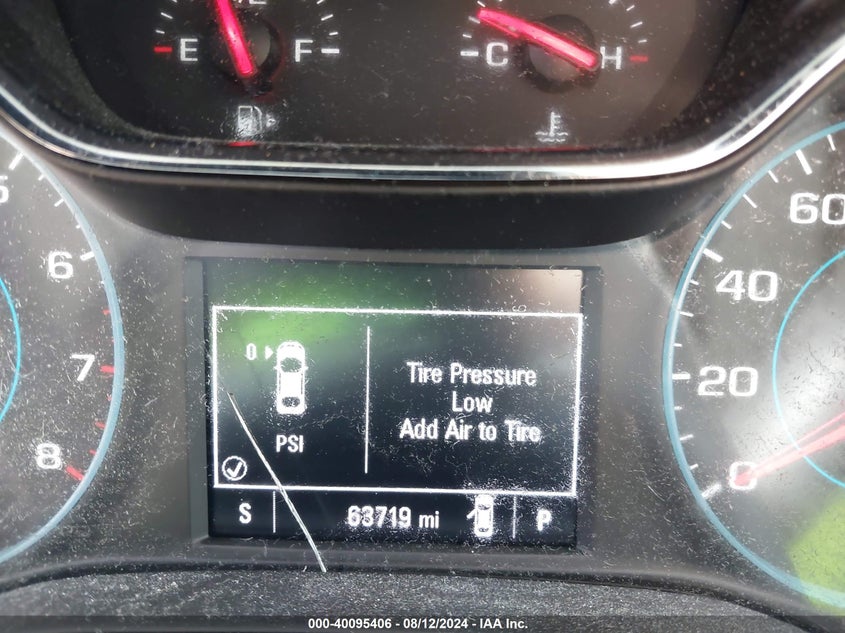 E F
C H
5
6
7
8
60
40
20
0
0
PSI
Tire Pressure
Low
Add Air to Tire
S 63719 mi P
000-40095406 - 08/12/2024 - IAA Inc.